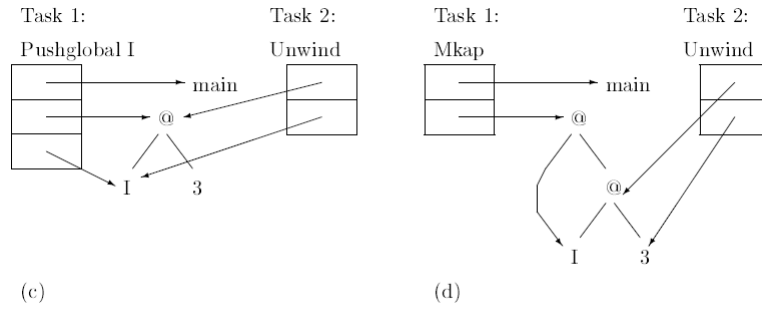 Task 1:
Task 2:
Pushglobal I
Unwind
main
@
I
3
(c)
Task 1:
Task 2:
Mkap
Unwind
main
@
@
I
3
(d)